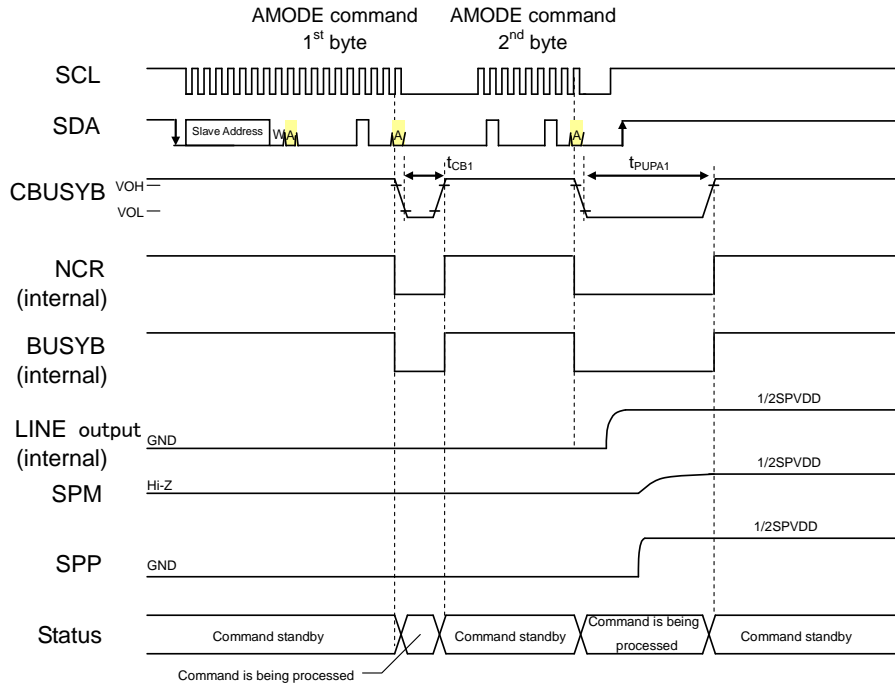 AMODE command
1st byte
AMODE command
2nd byte
SCL
SDA
Slave Address
W
A
A
A
tCB1
tPUPA1
CBUSYB
VOH
VOL
NCR
(internal)
BUSYB
(internal)
LINE output
(internal)
GND
1/2SPVDD
SPM
Hi-Z
1/2SPVDD
SPP
GND
1/2SPVDD
Status
Command standby
Command standby
Command is being
processed
Command standby
Command is being processed